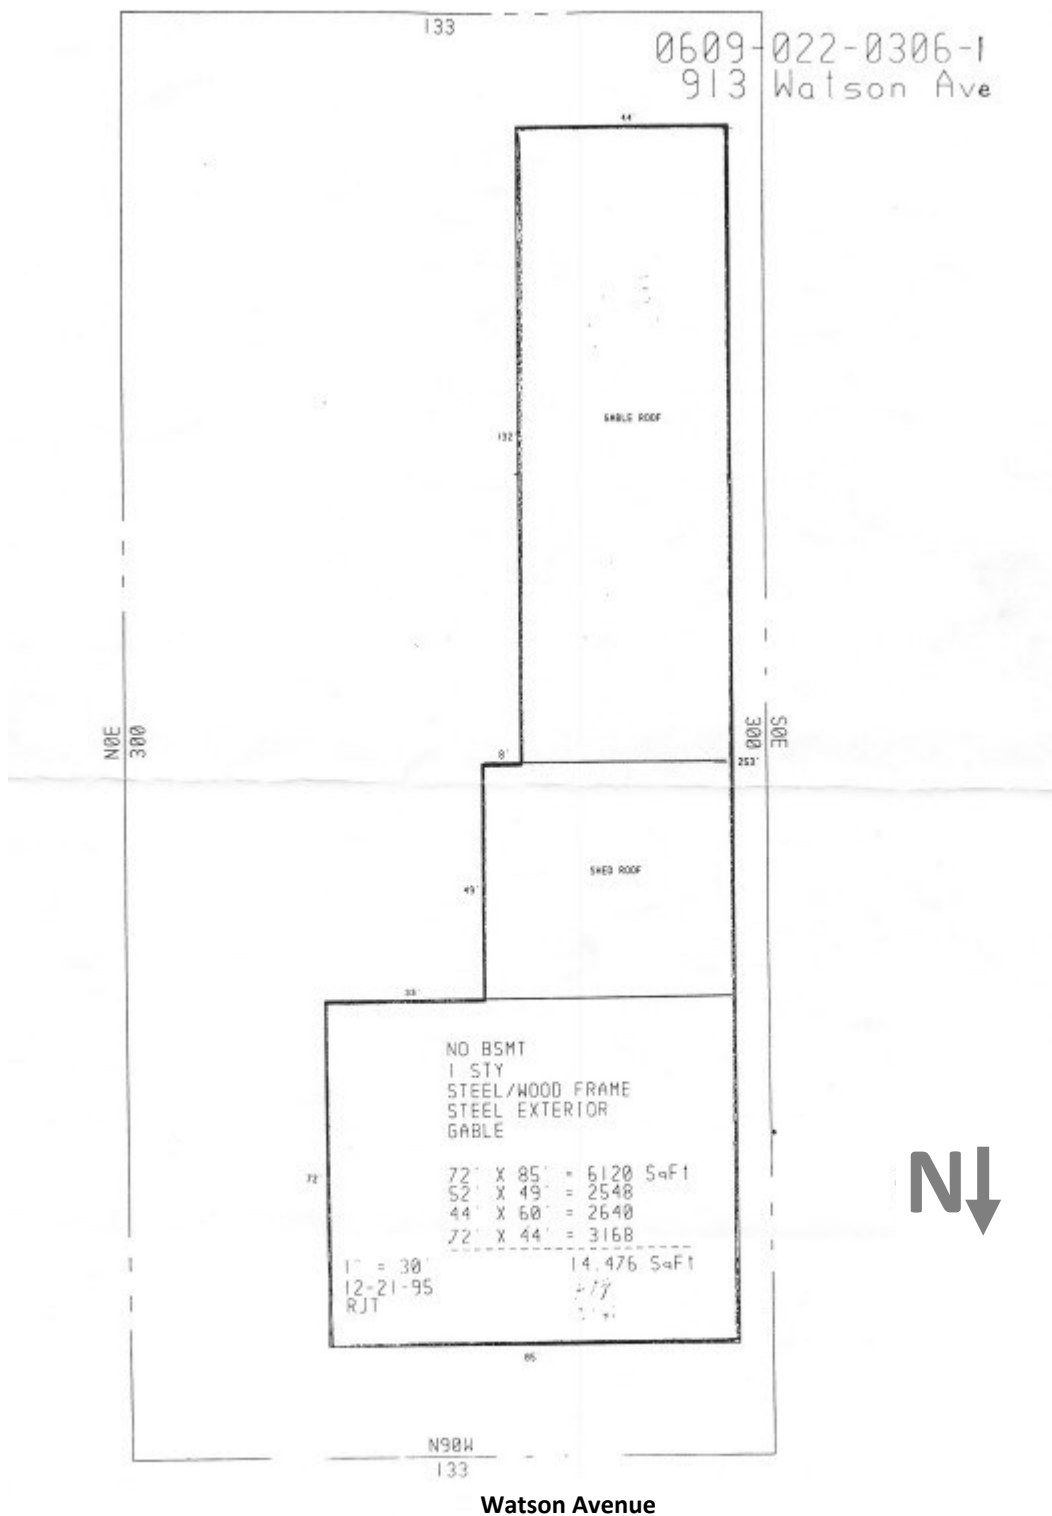 133
0609-022-0306-1
913 Watson Ave
44'
GABLE ROOF
132'
N0E
300
300
S0E
8'
253'
SHED ROOF
49'
33'
NO BSMT
1 STY
STEEL/WOOD FRAME
STEEL EXTERIOR
GABLE
72' X 85' = 6120 SqFt
52' X 49' = 2548
44' X 60' = 2640
72' X 44' = 3168
14.476 SqFt
72'
1" = 30'
12-21-95
RJT
N
85'
N90W
133
Watson Avenue